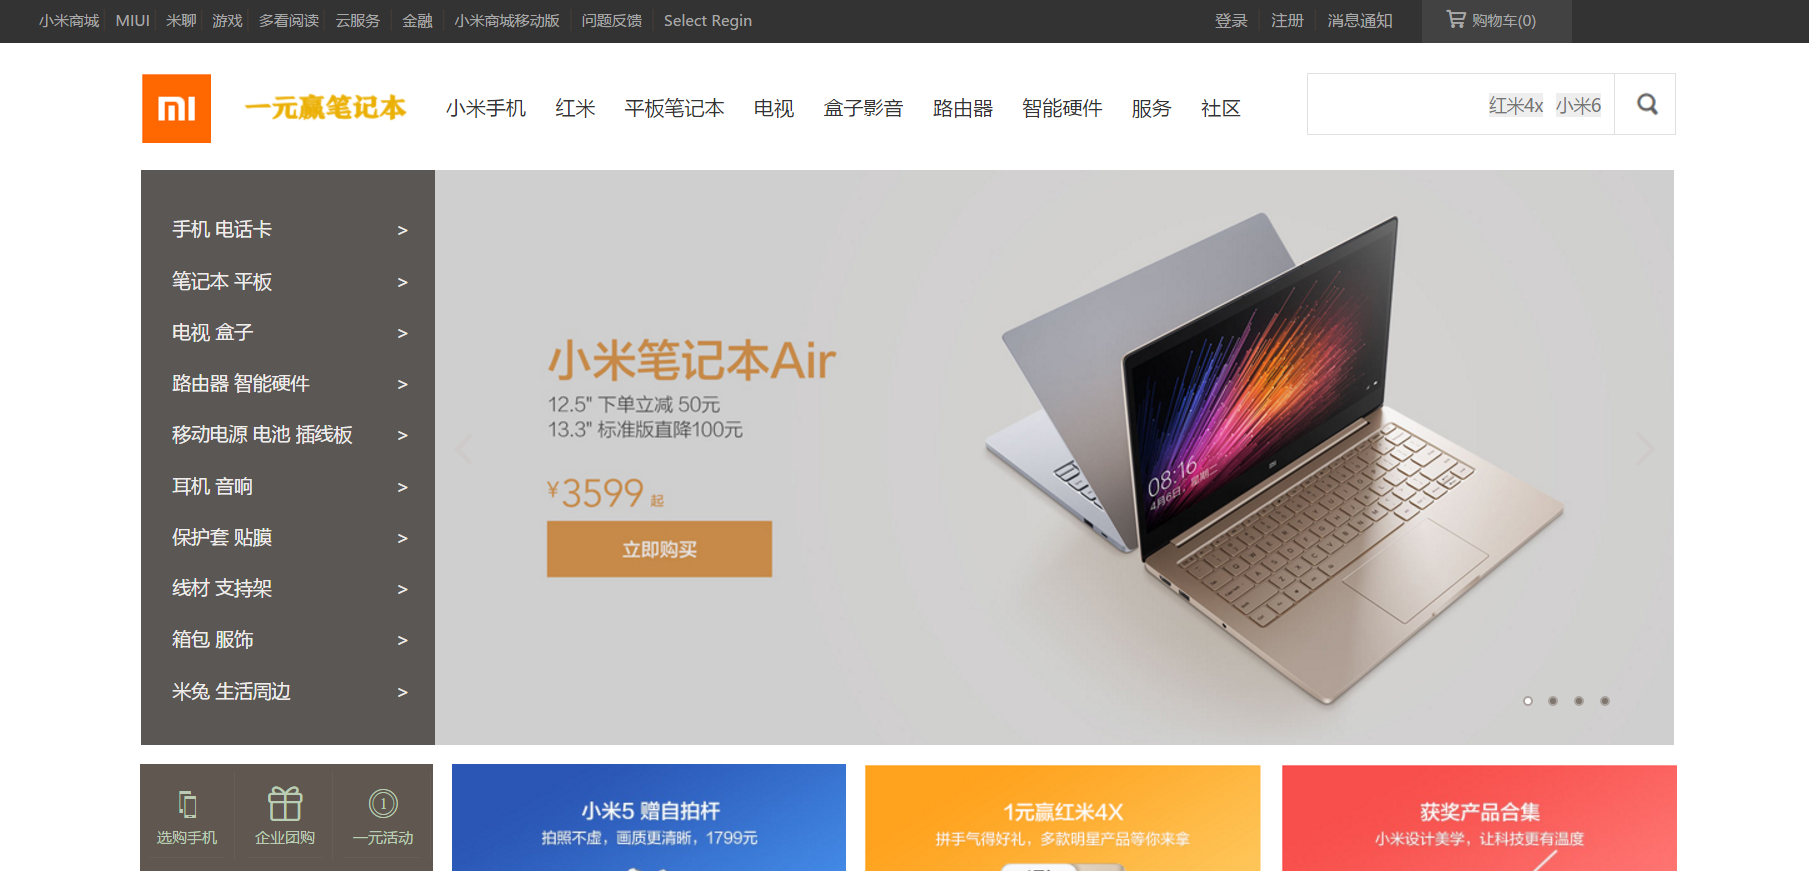 小米商城 MIUI 米聊 游戏 多看阅读 云服务 金融 小米商城移动版 问题反馈 Select Regin 登录 注册 消息通知 购物车(0)
一元赢笔记本 小米手机 红米 平板笔记本 电视 盒子影音 路由器 智能硬件 服务 社区 红米4x 小米6
手机 电话卡 >
笔记本 平板 >
电视 盒子 >
路由器 智能硬件 >
移动电源 电池 插线板 >
耳机 音响 >
保护套 贴膜 >
线材 支持架 >
箱包 服饰 >
米兔 生活周边 >
小米笔记本Air
12.5" 下单立减 50元
13.3" 标准版直降100元
¥3599 起
立即购买
08:16
4月6日, 星期二
选购手机 企业团购 一元活动
小米5 赠自拍杆
拍照不虚，画质更清晰，1799元
1元赢红米4X
拼手气得好礼，多款明星产品等你来拿
获奖产品合集
小米设计美学，让科技更有温度